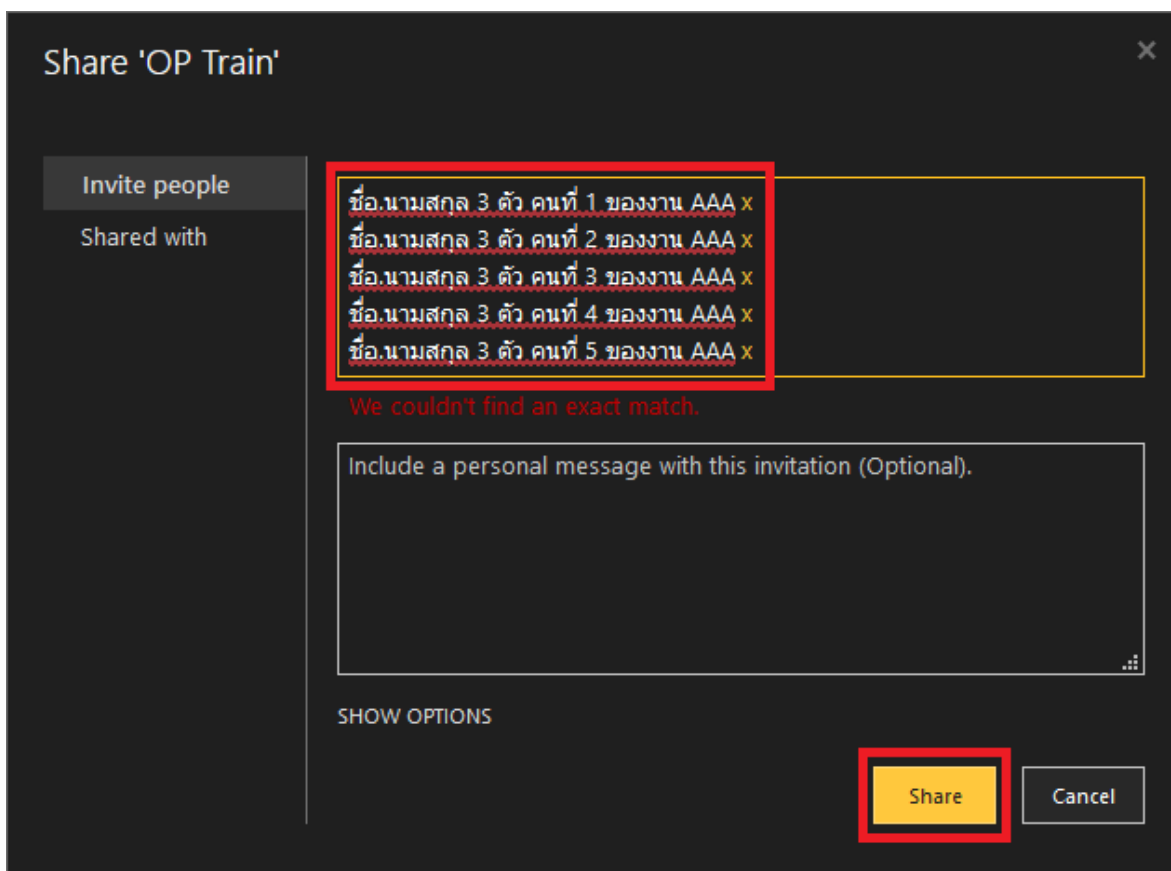 Share 'OP Train'
Invite people
Shared with
ชื่อ.นามสกุล 3 ตัว คนที่ 1 ของงาน AAA x
ชื่อ.นามสกุล 3 ตัว คนที่ 2 ของงาน AAA x
ชื่อ.นามสกุล 3 ตัว คนที่ 3 ของงาน AAA x
ชื่อ.นามสกุล 3 ตัว คนที่ 4 ของงาน AAA x
ชื่อ.นามสกุล 3 ตัว คนที่ 5 ของงาน AAA x
We couldn't find an exact match.
Include a personal message with this invitation (Optional).
SHOW OPTIONS
Share
Cancel